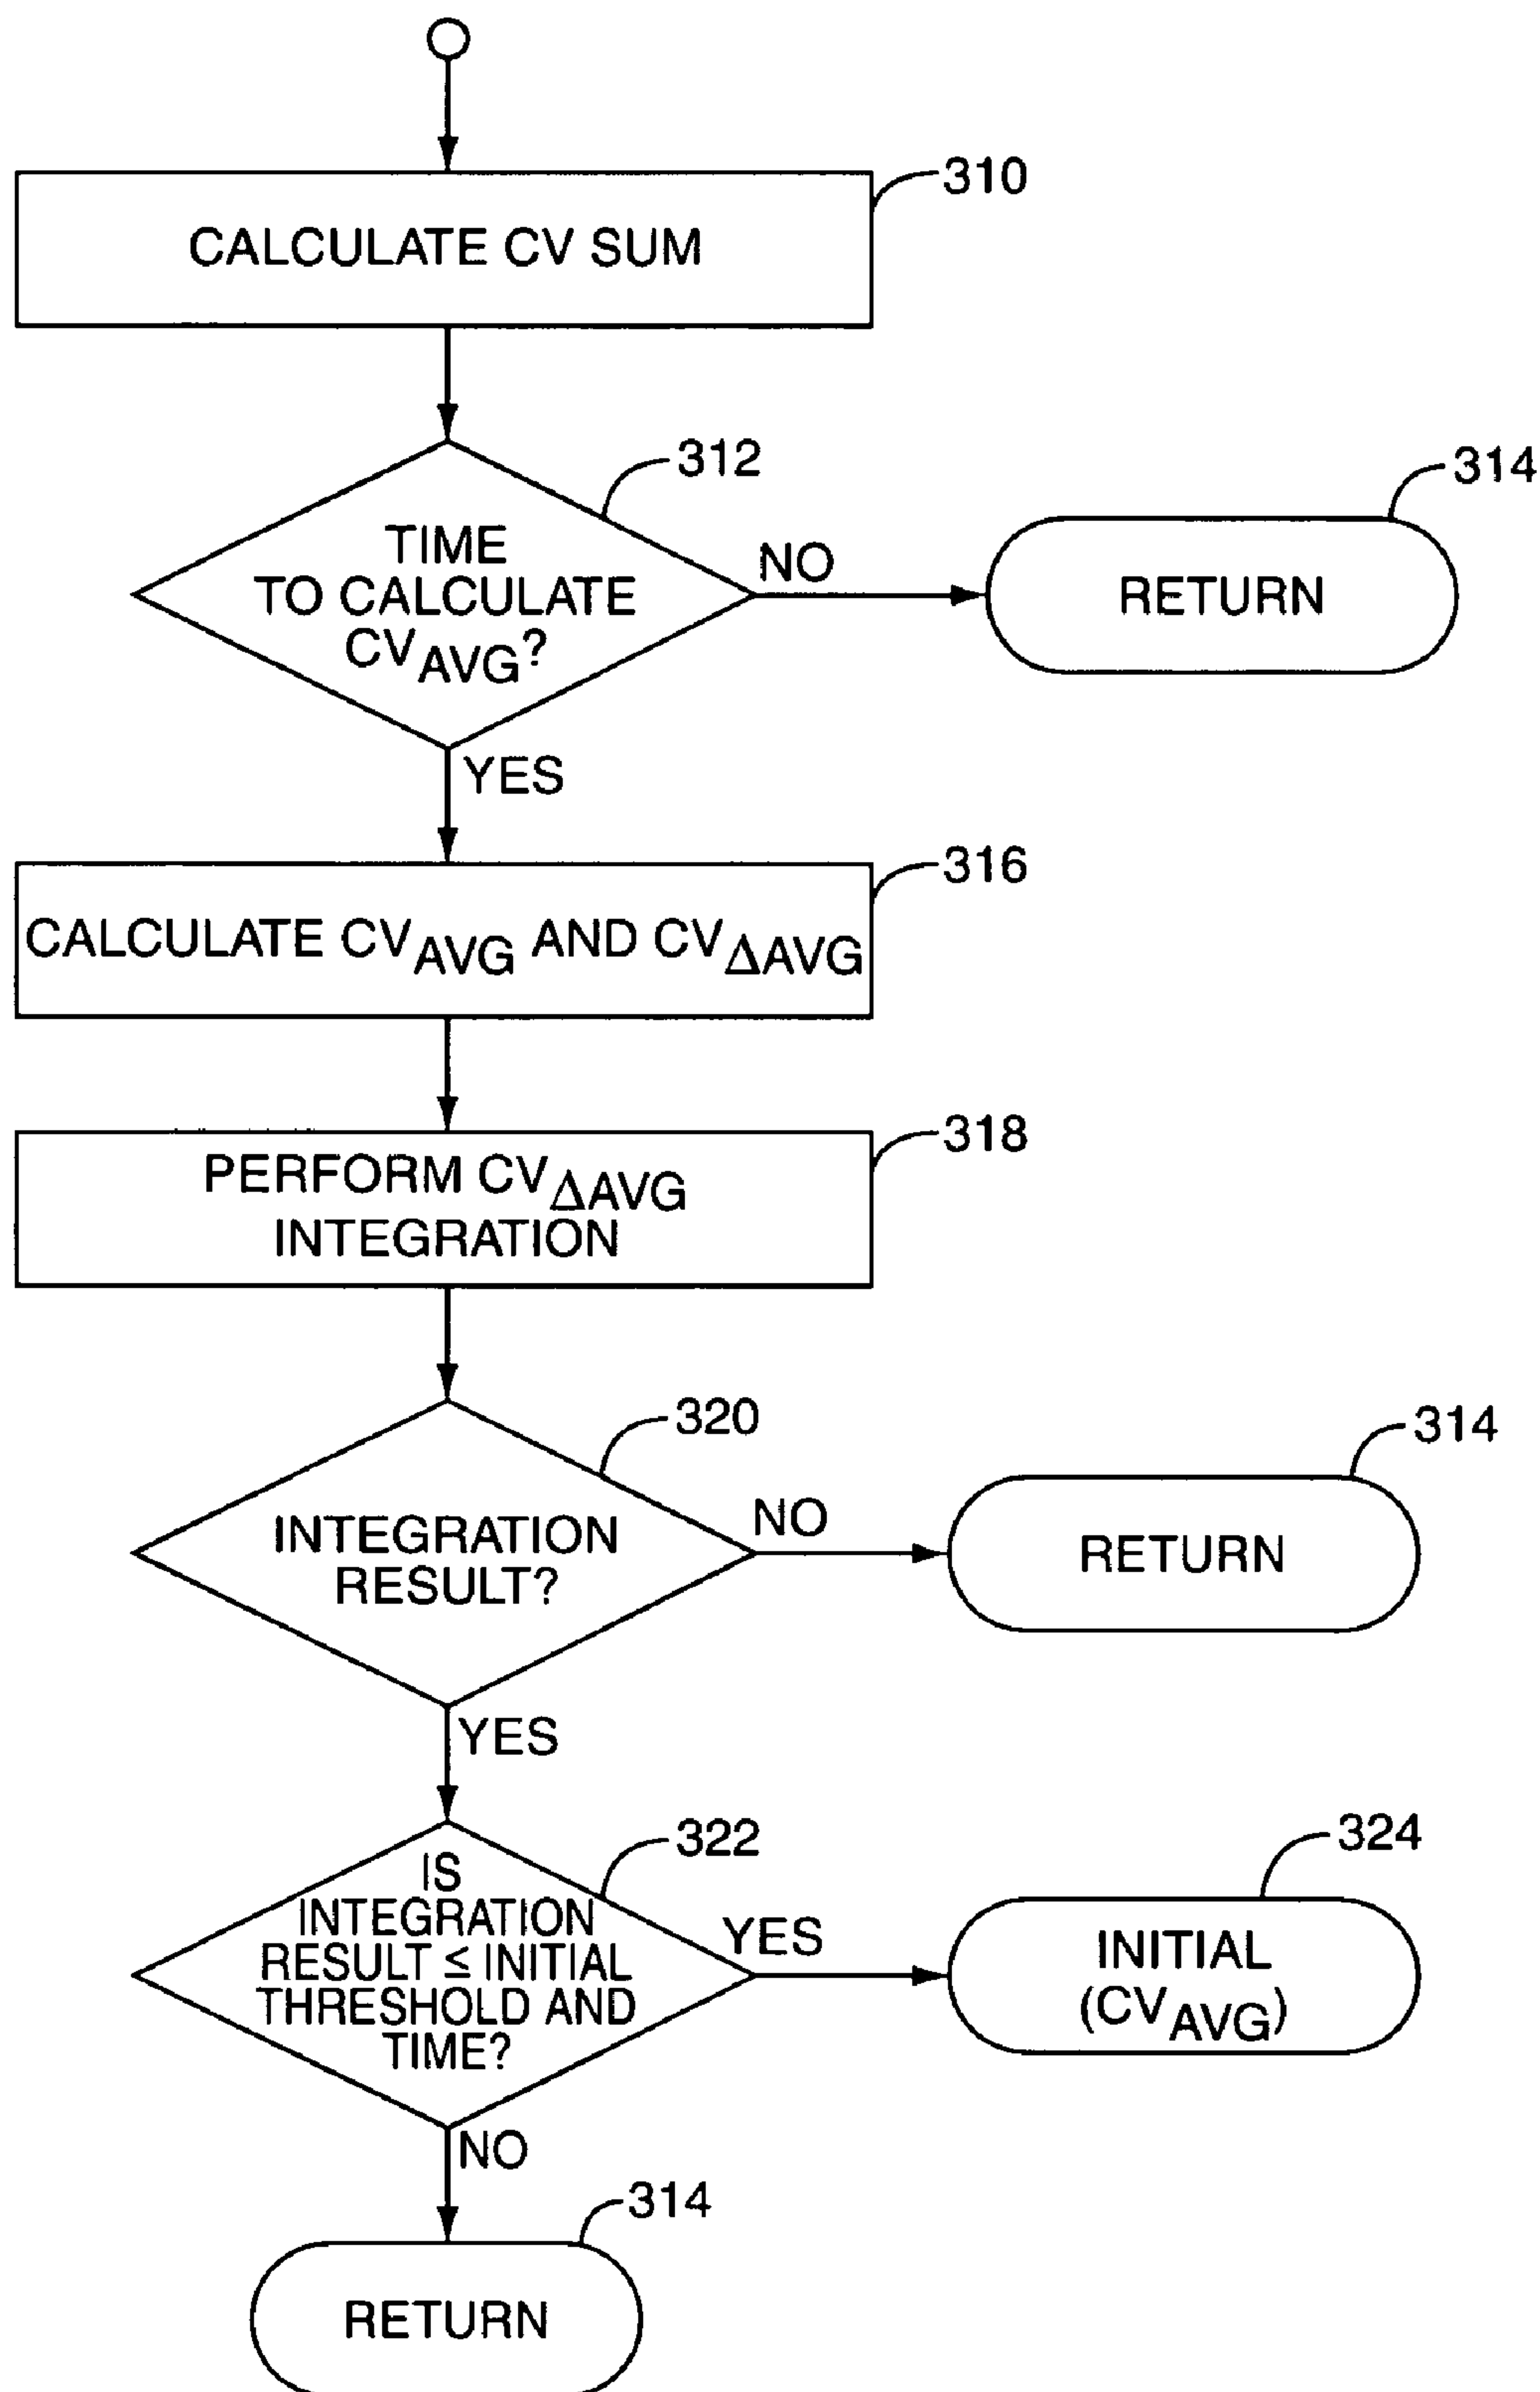 310
CALCULATE CV SUM
312
314
TIME
TO CALCULATE
CVAVG?
NO
RETURN
YES
316
CALCULATE CVAVG AND CVΔAVG
318
PERFORM CVΔAVG
INTEGRATION
320
314
INTEGRATION
RESULT?
NO
RETURN
YES
322
324
IS
INTEGRATION
RESULT ≤ INITIAL
THRESHOLD AND
TIME?
YES
INITIAL
(CVAVG)
NO
314
RETURN